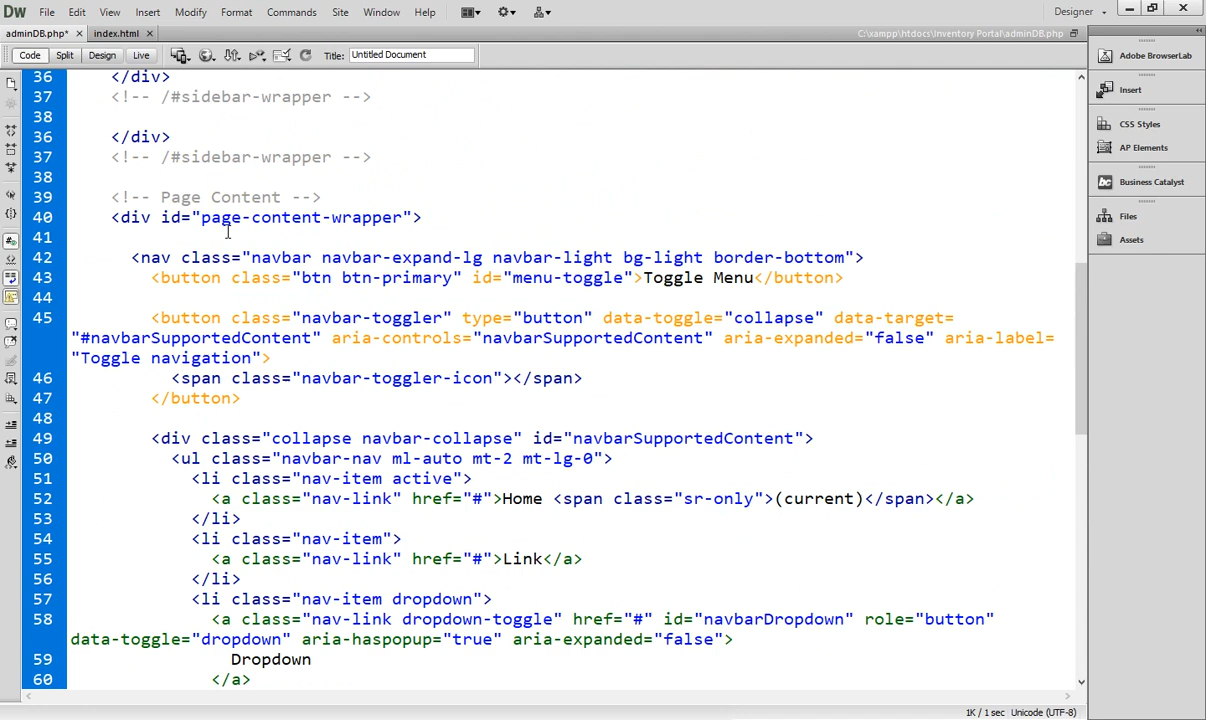 DW File Edit View Insert Modify Format Commands Site Window Help Designer
adminDB.php* index.html C:\xampp\htdocs\Inventory Portal\adminDB.php
Code Split Design Live Title: Untitled Document
36 </div>
37 <!-- /#sidebar-wrapper -->
38
36 </div>
37 <!-- /#sidebar-wrapper -->
38
39 <!-- Page Content -->
40 <div id="page-content-wrapper">
41
42 <nav class="navbar navbar-expand-lg navbar-light bg-light border-bottom">
43 <button class="btn btn-primary" id="menu-toggle">Toggle Menu</button>
44
45 <button class="navbar-toggler" type="button" data-toggle="collapse" data-target=
"#navbarSupportedContent" aria-controls="navbarSupportedContent" aria-expanded="false" aria-label=
"Toggle navigation">
46 <span class="navbar-toggler-icon"></span>
47 </button>
48
49 <div class="collapse navbar-collapse" id="navbarSupportedContent">
50 <ul class="navbar-nav ml-auto mt-2 mt-lg-0">
51 <li class="nav-item active">
52 <a class="nav-link" href="#">Home <span class="sr-only">(current)</span></a>
53 </li>
54 <li class="nav-item">
55 <a class="nav-link" href="#">Link</a>
56 </li>
57 <li class="nav-item dropdown">
58 <a class="nav-link dropdown-toggle" href="#" id="navbarDropdown" role="button"
data-toggle="dropdown" aria-haspopup="true" aria-expanded="false">
59 Dropdown
60 </a>
1K / 1 sec Unicode (UTF-8)
Adobe BrowserLab
Insert
CSS Styles
AP Elements
Business Catalyst
Files
Assets